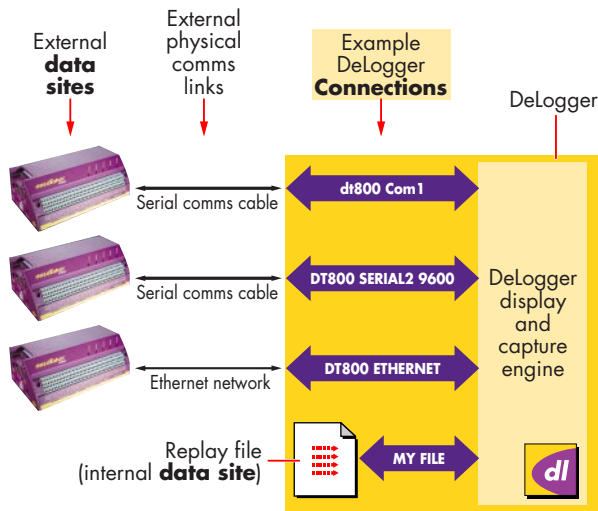 External
data
sites
External
physical
comms
links
Example
DeLogger
Connections
DeLogger
Serial comms cable
dt800 Com1
Serial comms cable
DT800 SERIAL2 9600
Ethernet network
DT800 ETHERNET
DeLogger
display
and
capture
engine
Replay file
(internal data site)
MY FILE
dl